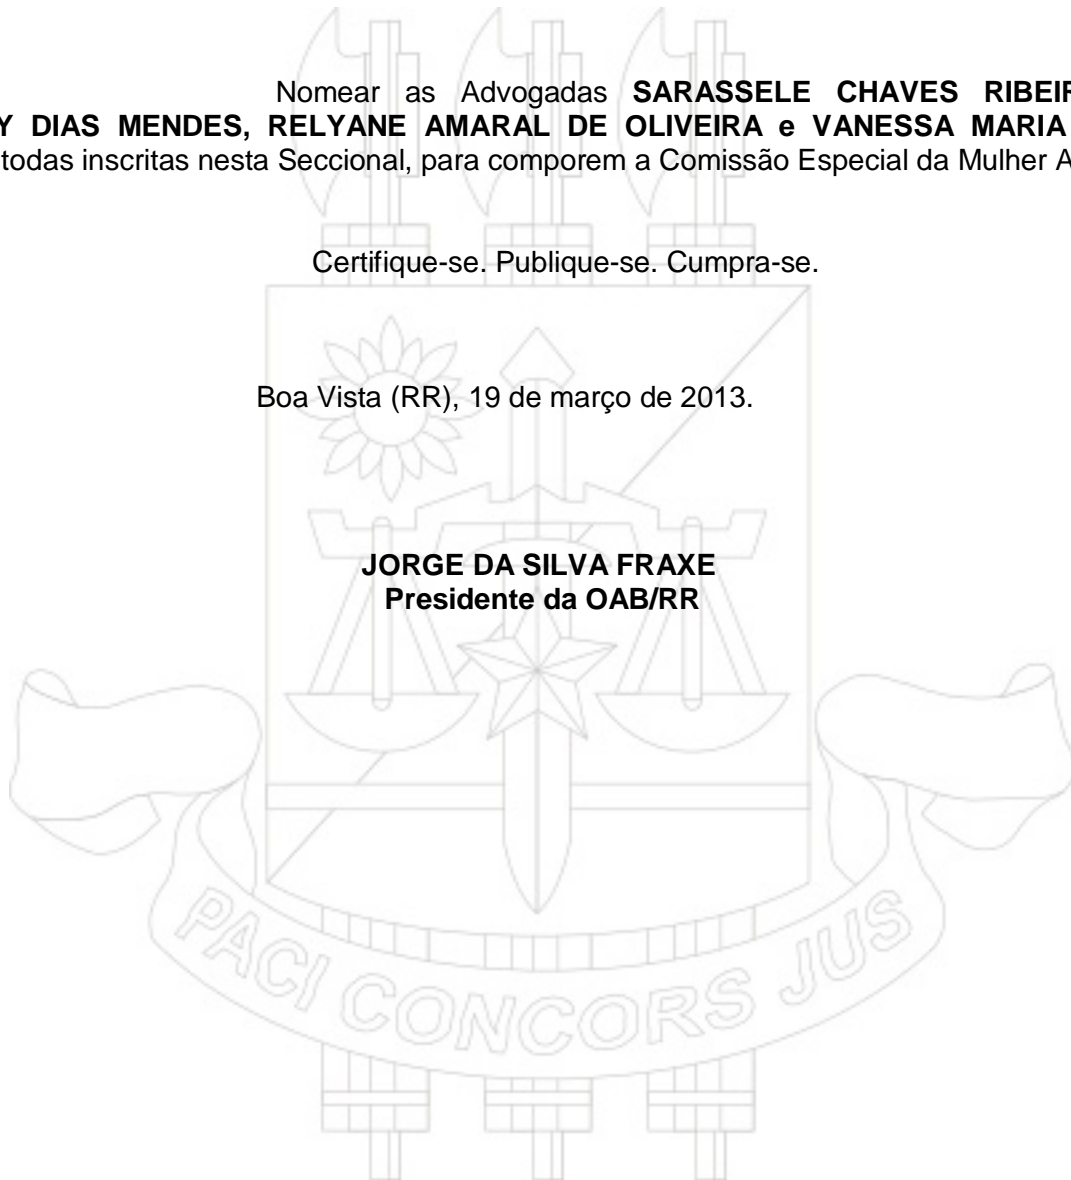 Nomear as Advogadas SARASSELE CHAVES RIBEIR
Y DIAS MENDES, RELYANE AMARAL DE OLIVEIRA e VANESSA MARIA
todas inscritas nesta Seccional, para comporem a Comissão Especial da Mulher A
Certifique-se. Publique-se. Cumpra-se.
Boa Vista (RR), 19 de março de 2013.
JORGE DA SILVA FRAXE
Presidente da OAB/RR
PACI CONCORS JUS